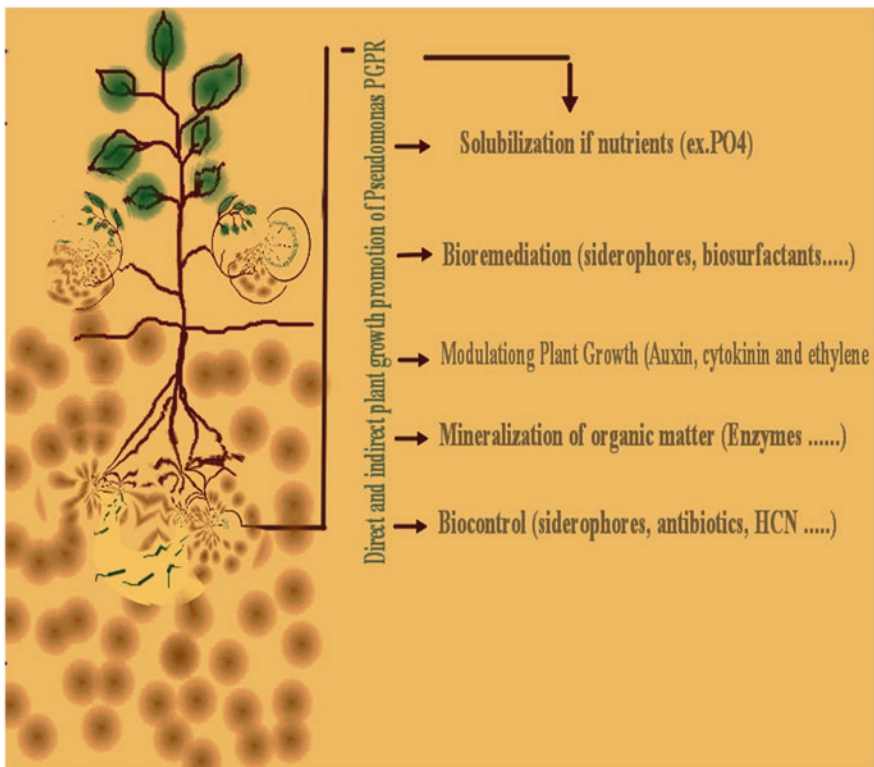 Direct and indirect plant growth promotion of Pseudomonas PGPR
Solubilization if nutrients (ex.PO4)
Bioremediation (siderophores, biosurfactants.....)
Modulationg Plant Growth (Auxin, cytokinin and ethylene
Mineralization of organic matter (Enzymes ......)
Biocontrol (siderophores, antibiotics, HCN .....)